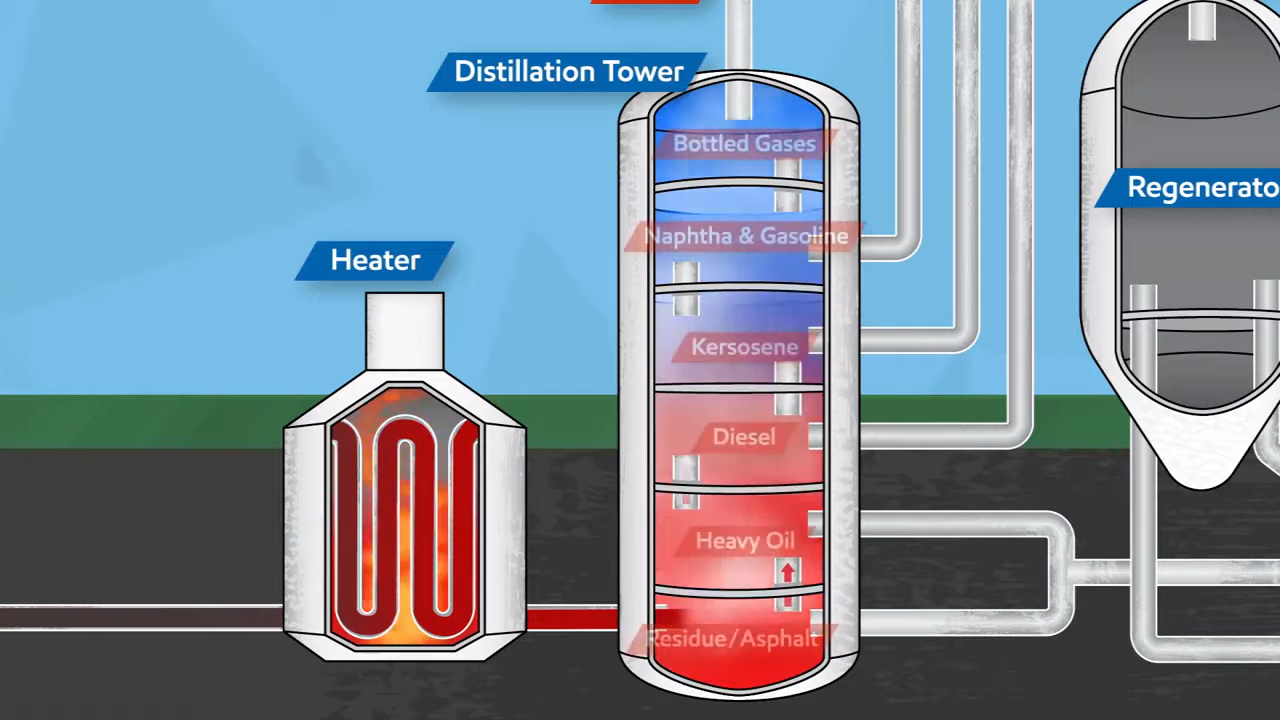 Distillation Tower
Bottled Gases
Regenerato
Naphtha & Gasoline
Heater
Kersosene
Diesel
Heavy Oil
Residue/Asphalt